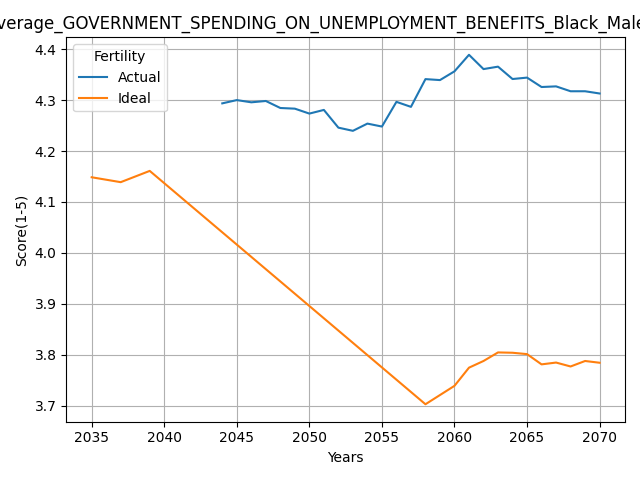 verage_GOVERNMENT_SPENDING_ON_UNEMPLOYMENT_BENEFITS_Black_Male
4.4
4.3
4.2
4.1
4.0
3.9
3.8
3.7
Score(1-5)
Fertility
Actual
Ideal
2035 2040 2045 2050 2055 2060 2065 2070
Years